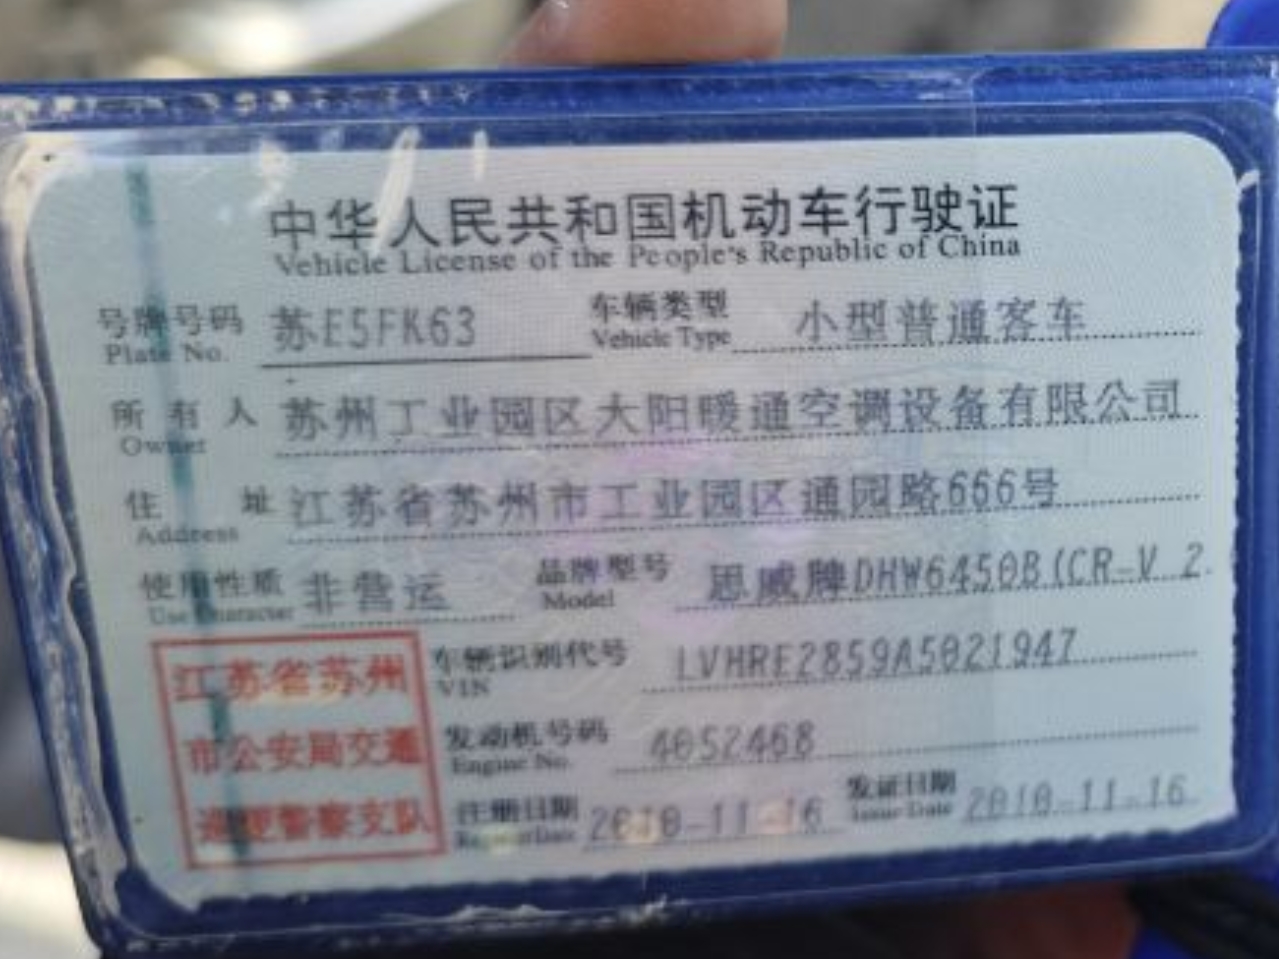 中华人民共和国机动车行驶证
Vehicle License of the People's Republic of China
号牌号码 苏E5FK63 车辆类型 小型普通客车
Plate No. Vehicle Type
所有人 苏州工业园区大阳暖通空调设备有限公司
Owner
住址 江苏省苏州市工业园区通园路666号
Address
使用性质 非营运 品牌型号 思威牌DHW6450B(CR-V 2.
Use Character Model
江苏省苏州 车辆识别代号 LVHRE2859A5021947
VIN
市公安局交通 发动机号码 4052468
Engine No.
巡逻警察支队 注册日期 2010-11-16 发证日期 2010-11-16
Register Date Issue Date